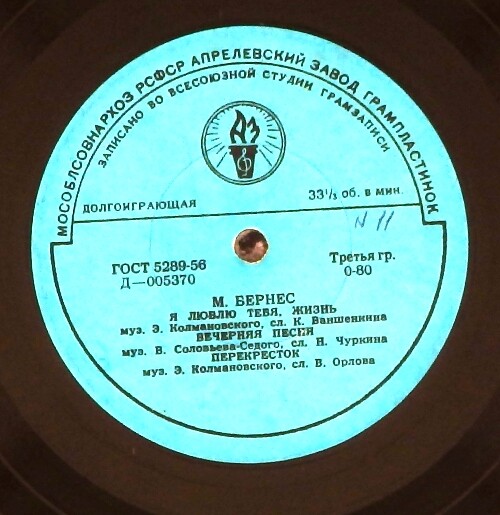 МОСОБЛСОВНАРХОЗ РСФСР АПРЕЛЕВСКИЙ ЗАВОД ГРАМПЛАСТИНОК
ЗАПИСАНО ВО ВСЕСОЮЗНОЙ СТУДИИ ГРАМЗАПИСИ
АЗ
ДОЛГОИГРАЮЩАЯ
33⅓ об. в мин.
N 11
ГОСТ 5289-56
Третья гр.
Д—005370
0-80
М. БЕРНЕС
Я ЛЮБЛЮ ТЕБЯ, ЖИЗНЬ
муз. Э. Колмановского, сл. К. Ваншенкина
ВЕЧЕРНЯЯ ПЕСНЯ
муз. В. Соловьева-Седого, сл. Н. Чуркина
ПЕРЕКРЕСТОК
муз. Э. Колмановского, сл. В. Орлова